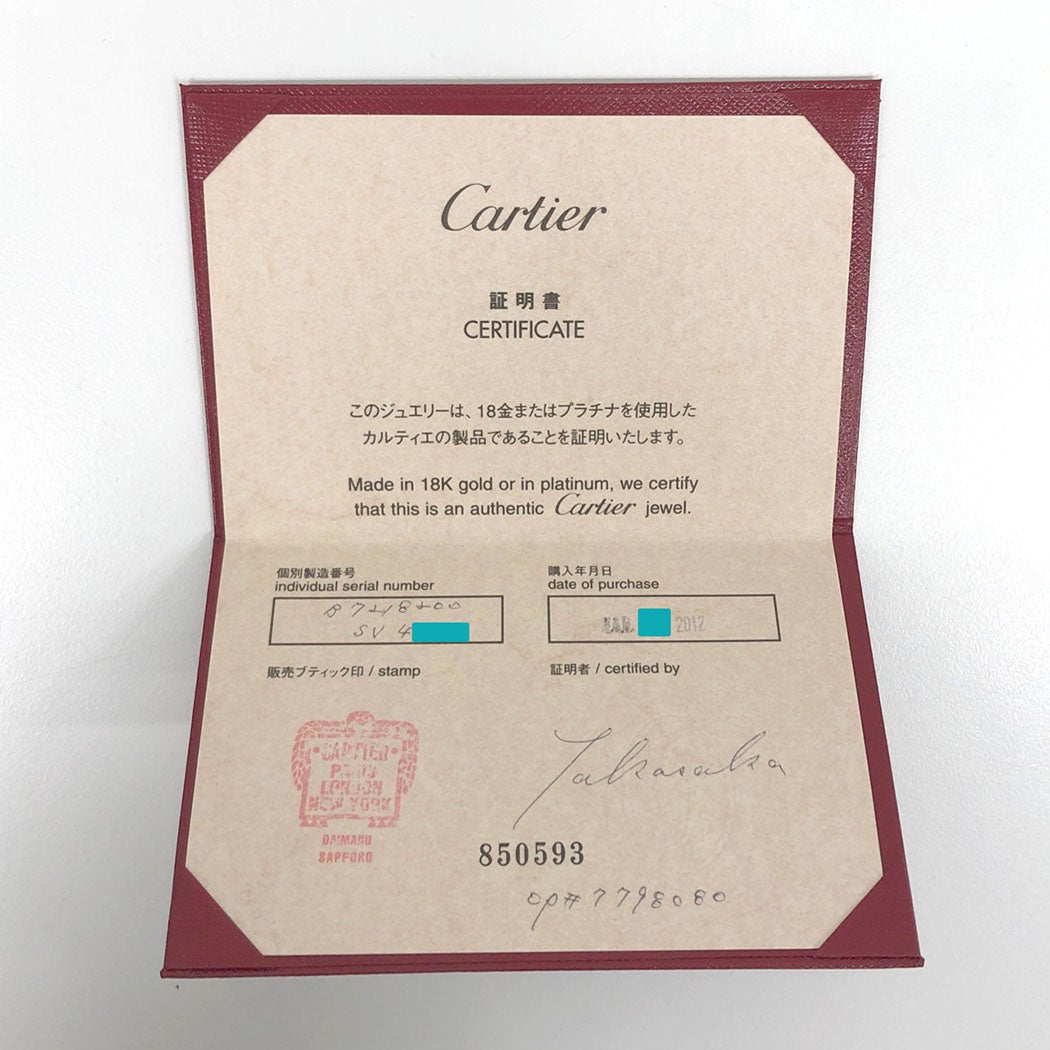 Cartier
証明書
CERTIFICATE
このジュエリーは、18金またはプラチナを使用した
カルティエの製品であることを証明いたします。
Made in 18K gold or in platinum, we certify
that this is an authentic Cartier jewel.
個別製造番号
individual serial number
SV 4
購入年月日
date of purchase
2012
販売ブティック印 / stamp
証明者 / certified by
CARTIER
PARIS
LONDON
NEW YORK
DAIMARU
SAPPORO
Takasaka
850593
op# 7798080